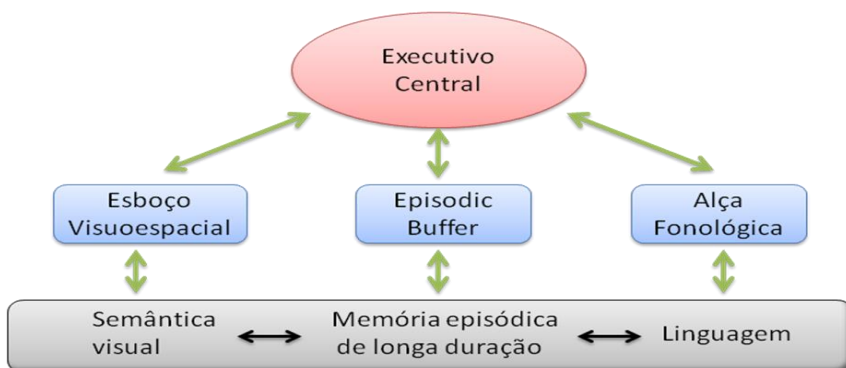 Executivo
Central
Esboço
Visuoespacial
Episodic
Buffer
Alça
Fonológica
Semântica
visual
Memória episódica
de longa duração
Linguagem